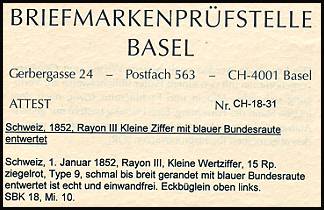 BRIEFMARKENPRÜFSTELLE
BASEL
Gerbergasse 24 – Postfach 563 – CH-4001 Basel
ATTEST Nr. CH-18-31
Schweiz, 1852, Rayon III Kleine Ziffer mit blauer Bundesraute
entwertet
Schweiz, 1. Januar 1852, Rayon III, Kleine Wertziffer, 15 Rp.
ziegelrot, Type 9, schmal bis breit gerandet mit blauer Bundesraute
entwertet ist echt und einwandfrei. Eckbüglein oben links.
SBK 18, Mi. 10.